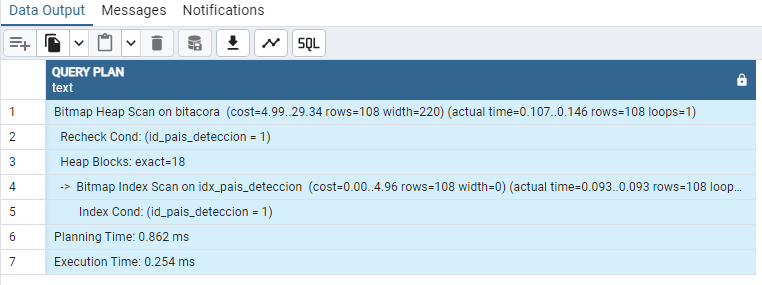 Data Output Messages Notifications
SQL
QUERY PLAN
text
1 Bitmap Heap Scan on bitacora (cost=4.99..29.34 rows=108 width=220) (actual time=0.107..0.146 rows=108 loops=1)
2 Recheck Cond: (id_pais_deteccion = 1)
3 Heap Blocks: exact=18
4 -> Bitmap Index Scan on idx_pais_deteccion (cost=0.00..4.96 rows=108 width=0) (actual time=0.093..0.093 rows=108 loop...
5 Index Cond: (id_pais_deteccion = 1)
6 Planning Time: 0.862 ms
7 Execution Time: 0.254 ms